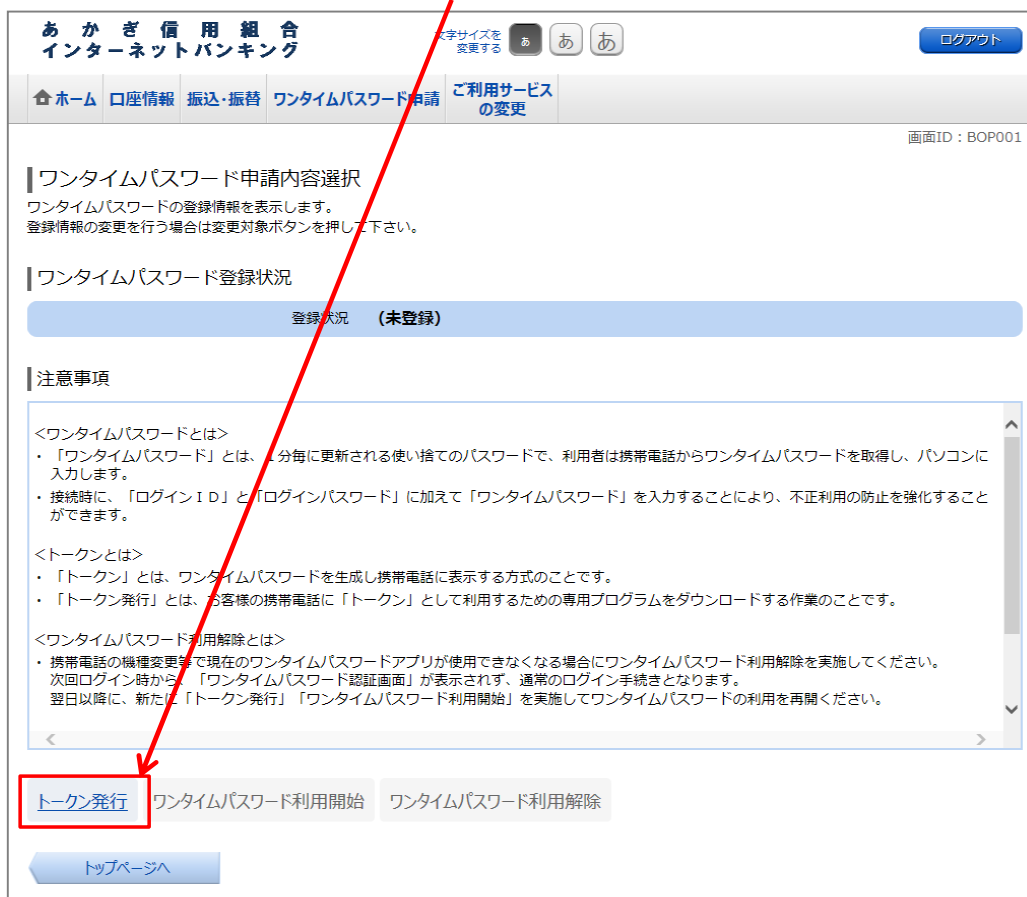 あかぎ信用組合
インターネットバンキング
文字サイズを
変更する
あ あ あ
ログアウト
ホーム 口座情報 振込・振替 ワンタイムパスワード申請 ご利用サービス
の変更
画面ID：BOP001
ワンタイムパスワード申請内容選択
ワンタイムパスワードの登録情報を表示します。
登録情報の変更を行う場合は変更対象ボタンを押して下さい。
ワンタイムパスワード登録状況
登録状況 (未登録)
注意事項
＜ワンタイムパスワードとは＞
・「ワンタイムパスワード」とは、１分毎に更新される使い捨てのパスワードで、利用者は携帯電話からワンタイムパスワードを取得し、パソコンに
入力します。
・接続時に、「ログインＩＤ」と「ログインパスワード」に加えて「ワンタイムパスワード」を入力することにより、不正利用の防止を強化すること
ができます。
＜トークンとは＞
・「トークン」とは、ワンタイムパスワードを生成し携帯電話に表示する方式のことです。
・「トークン発行」とは、お客様の携帯電話に「トークン」として利用するための専用プログラムをダウンロードする作業のことです。
＜ワンタイムパスワード利用解除とは＞
・携帯電話の機種変更等で現在のワンタイムパスワードアプリが使用できなくなる場合にワンタイムパスワード利用解除を実施してください。
次回ログイン時から、「ワンタイムパスワード認証画面」が表示されず、通常のログイン手続きとなります。
翌日以降に、新たに「トークン発行」「ワンタイムパスワード利用開始」を実施してワンタイムパスワードの利用を再開ください。
トークン発行 ワンタイムパスワード利用開始 ワンタイムパスワード利用解除
トップページへ